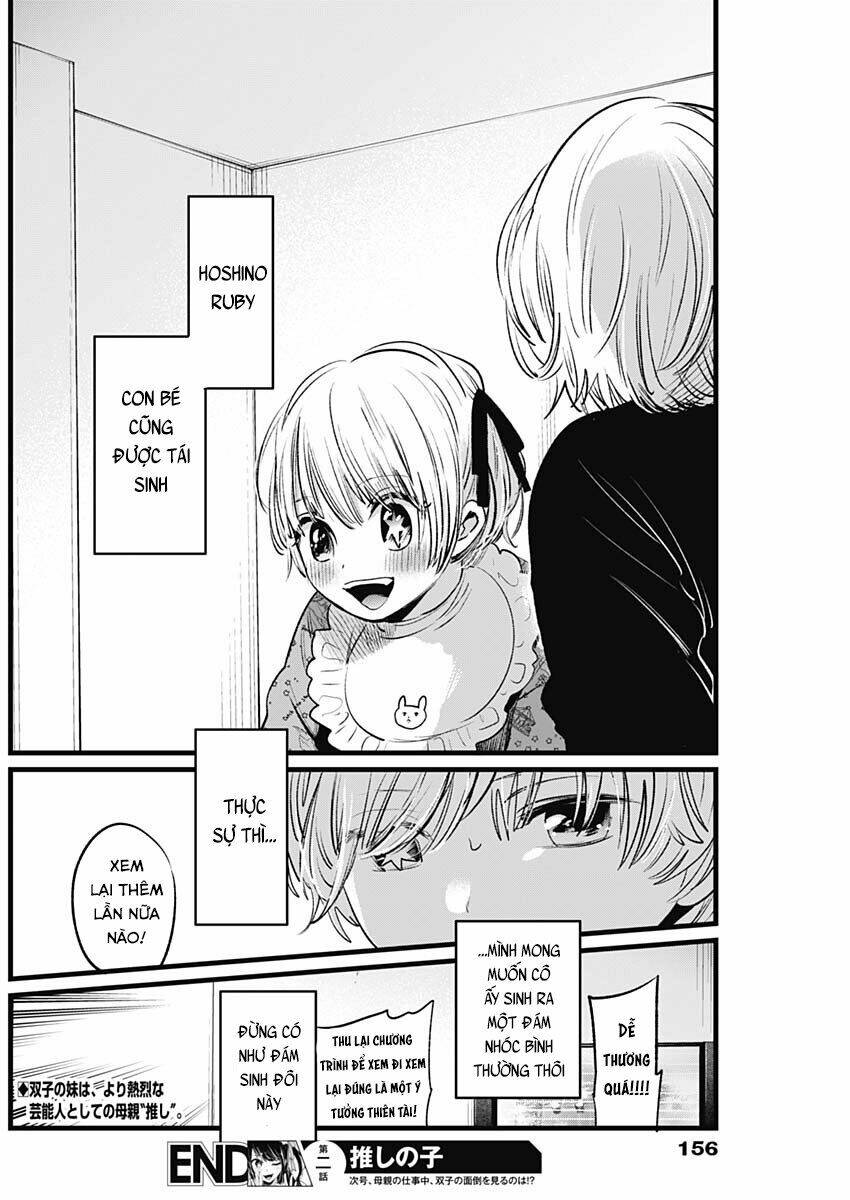 HOSHINO
RUBY
CON BÉ
CŨNG
ĐƯỢC TÁI
SINH
THỰC
SỰ THÌ...
XEM
LẠI THÊM
LẦN NỮA
NÀO!
...MÌNH MONG
MUỐN CÔ
ẤY SINH RA
MỘT ĐÁM
NHÓC BÌNH
THƯỜNG THÔI
ĐỪNG CÓ
NHƯ ĐÁM
SINH ĐÔI
NÀY
THU LẠI CHƯƠNG
TRÌNH ĐỂ XEM ĐI XEM
LẠI ĐÚNG LÀ MỘT Ý
TƯỞNG THIÊN TÀI!
DỄ
THƯƠNG
QUÁ!!!!
◆双子の妹は、より熱烈な
芸能人としての母親“推し”。
END
第二話
推しの子
次号、母親の仕事中、双子の面倒を見るのは!?
156